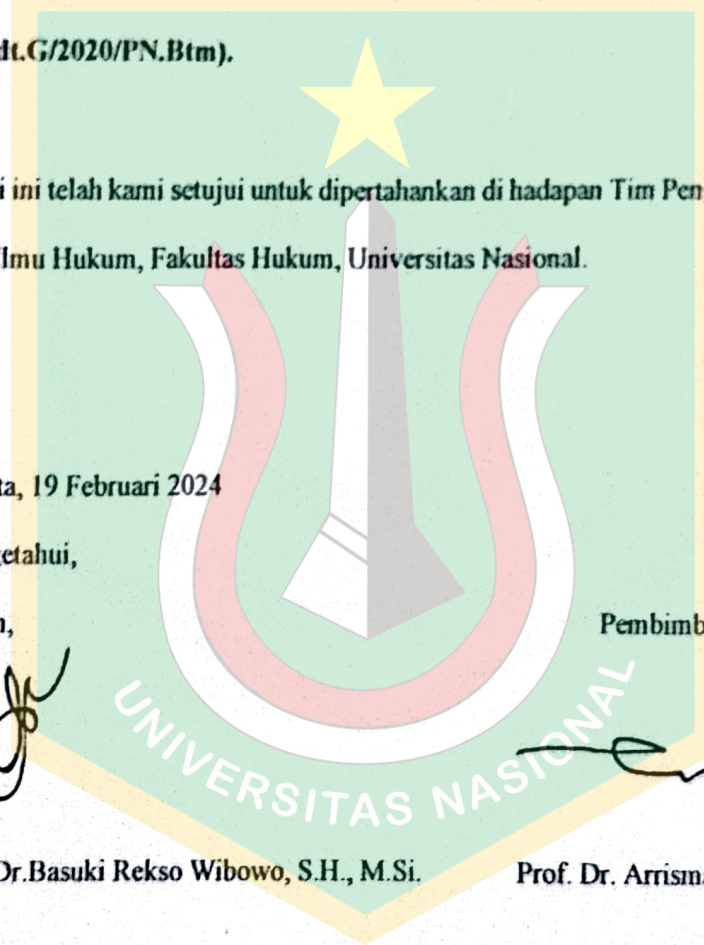 dt.G/2020/PN.Btm).
i ini telah kami setujui untuk dipertahankan di hadapan Tim Pen
Ilmu Hukum, Fakultas Hukum, Universitas Nasional.
ta, 19 Februari 2024
getahui,
n,
Pembimb
UNIVERSITAS NASIONAL
Dr.Basuki Rekso Wibowo, S.H., M.Si.
Prof. Dr. Arrism